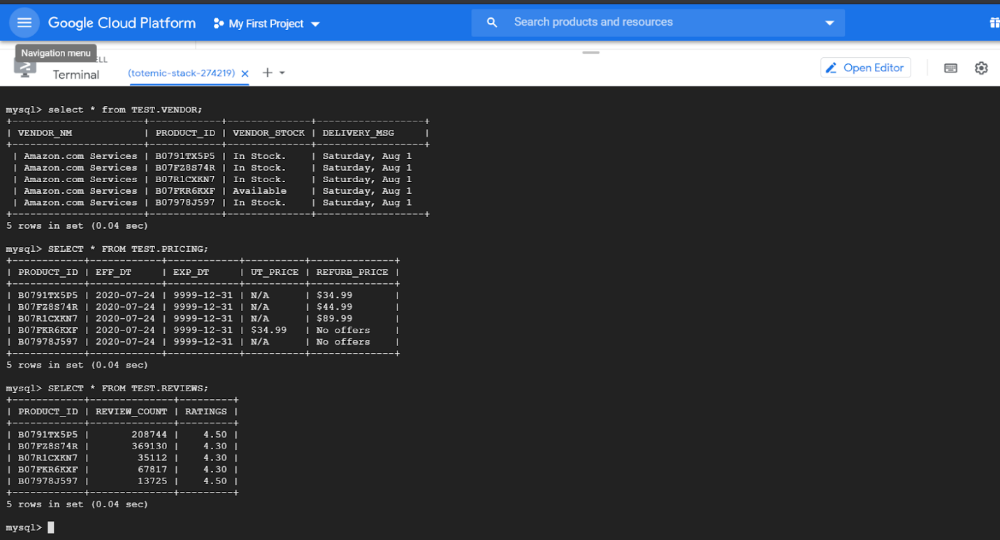 Google Cloud Platform My First Project Search products and resources
Navigation menu
ELL
Terminal (totemic-stack-274219) × + Open Editor
mysql> select * from TEST.VENDOR;
+----------------------+------------+--------------+------------------+
| VENDOR_NM            | PRODUCT_ID | VENDOR_STOCK | DELIVERY_MSG     |
+----------------------+------------+--------------+------------------+
 | Amazon.com Services | B0791TX5P5 | In Stock.    | Saturday, Aug 1
 | Amazon.com Services | B07FZ8S74R | In Stock.    | Saturday, Aug 1
 | Amazon.com Services | B07R1CXKN7 | In Stock.    | Saturday, Aug 1
 | Amazon.com Services | B07FKR6KXF | Available    | Saturday, Aug 1
 | Amazon.com Services | B07978J597 | In Stock.    | Saturday, Aug 1
+----------------------+------------+--------------+------------------+
5 rows in set (0.04 sec)
mysql> SELECT * FROM TEST.PRICING;
+------------+------------+------------+----------+--------------+
| PRODUCT_ID | EFF_DT     | EXP_DT     | UT_PRICE | REFURB_PRICE |
+------------+------------+------------+----------+--------------+
| B0791TX5P5 | 2020-07-24 | 9999-12-31 | N/A      | $34.99       |
| B07FZ8S74R | 2020-07-24 | 9999-12-31 | N/A      | $44.99       |
| B07R1CXKN7 | 2020-07-24 | 9999-12-31 | N/A      | $89.99       |
| B07FKR6KXF | 2020-07-24 | 9999-12-31 | $34.99   | No offers    |
| B07978J597 | 2020-07-24 | 9999-12-31 | N/A      | No offers    |
+------------+------------+------------+----------+--------------+
5 rows in set (0.04 sec)
mysql> SELECT * FROM TEST.REVIEWS;
+------------+--------------+---------+
| PRODUCT_ID | REVIEW_COUNT | RATINGS |
+------------+--------------+---------+
| B0791TX5P5 |       208744 |    4.50 |
| B07FZ8S74R |       369130 |    4.30 |
| B07R1CXKN7 |        35112 |    4.30 |
| B07FKR6KXF |        67817 |    4.30 |
| B07978J597 |        13725 |    4.50 |
+------------+--------------+---------+
5 rows in set (0.04 sec)
mysql>